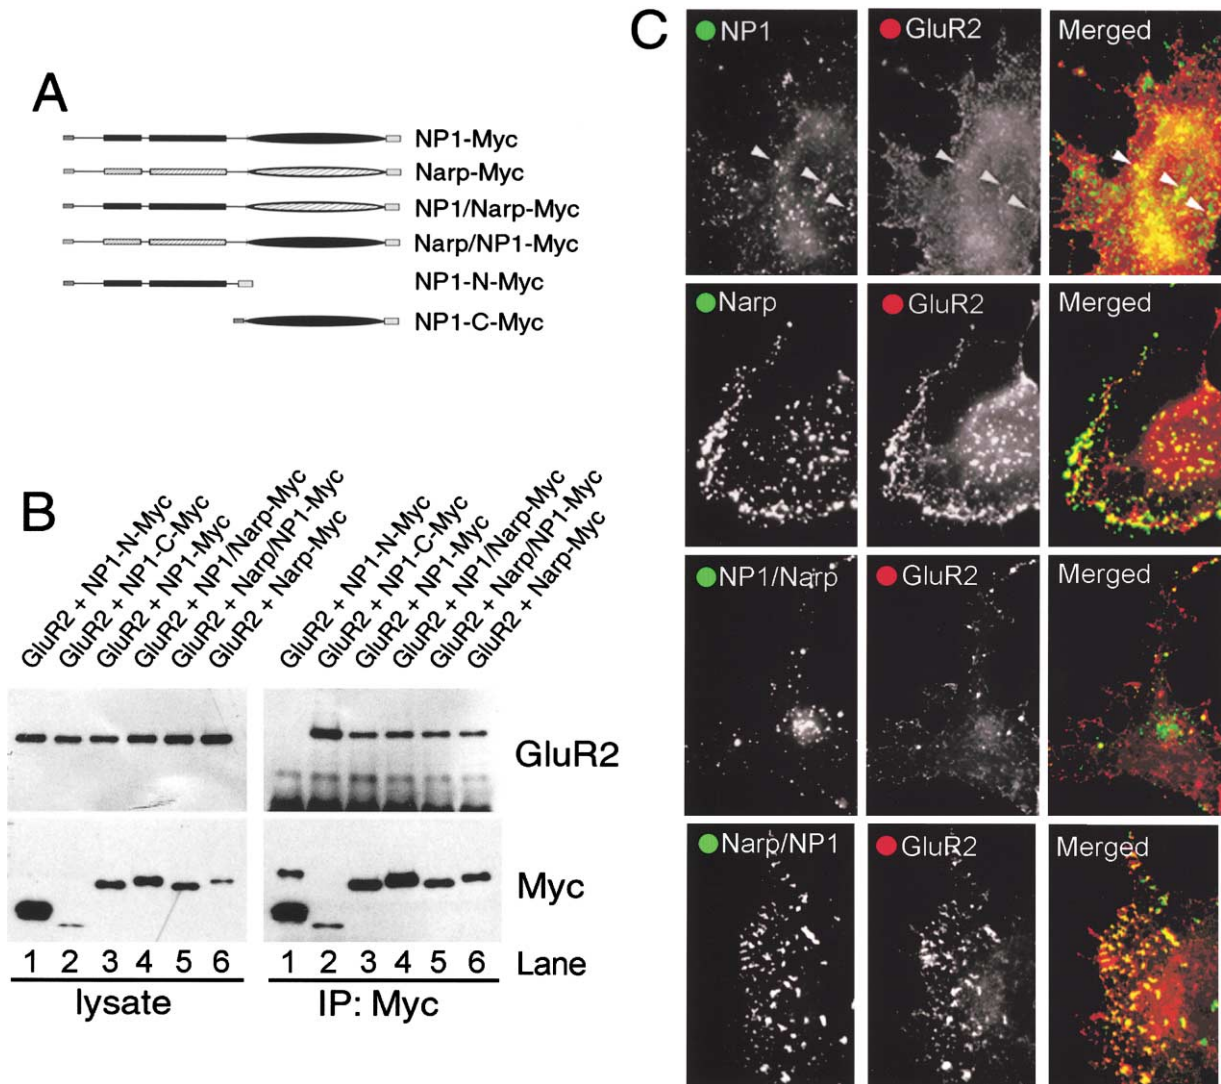 A
NP1-Myc
Narp-Myc
NP1/Narp-Myc
Narp/NP1-Myc
NP1-N-Myc
NP1-C-Myc
B
GluR2 + NP1-N-Myc
GluR2 + NP1-C-Myc
GluR2 + NP1-Myc
GluR2 + NP1/Narp-Myc
GluR2 + Narp/NP1-Myc
GluR2 + Narp-Myc
GluR2 + NP1-N-Myc
GluR2 + NP1-C-Myc
GluR2 + NP1-Myc
GluR2 + NP1/Narp-Myc
GluR2 + Narp/NP1-Myc
GluR2 + Narp-Myc
GluR2
Myc
1 2 3 4 5 6 1 2 3 4 5 6 Lane
lysate IP: Myc
C
NP1 GluR2 Merged
Narp GluR2 Merged
NP1/Narp GluR2 Merged
Narp/NP1 GluR2 Merged